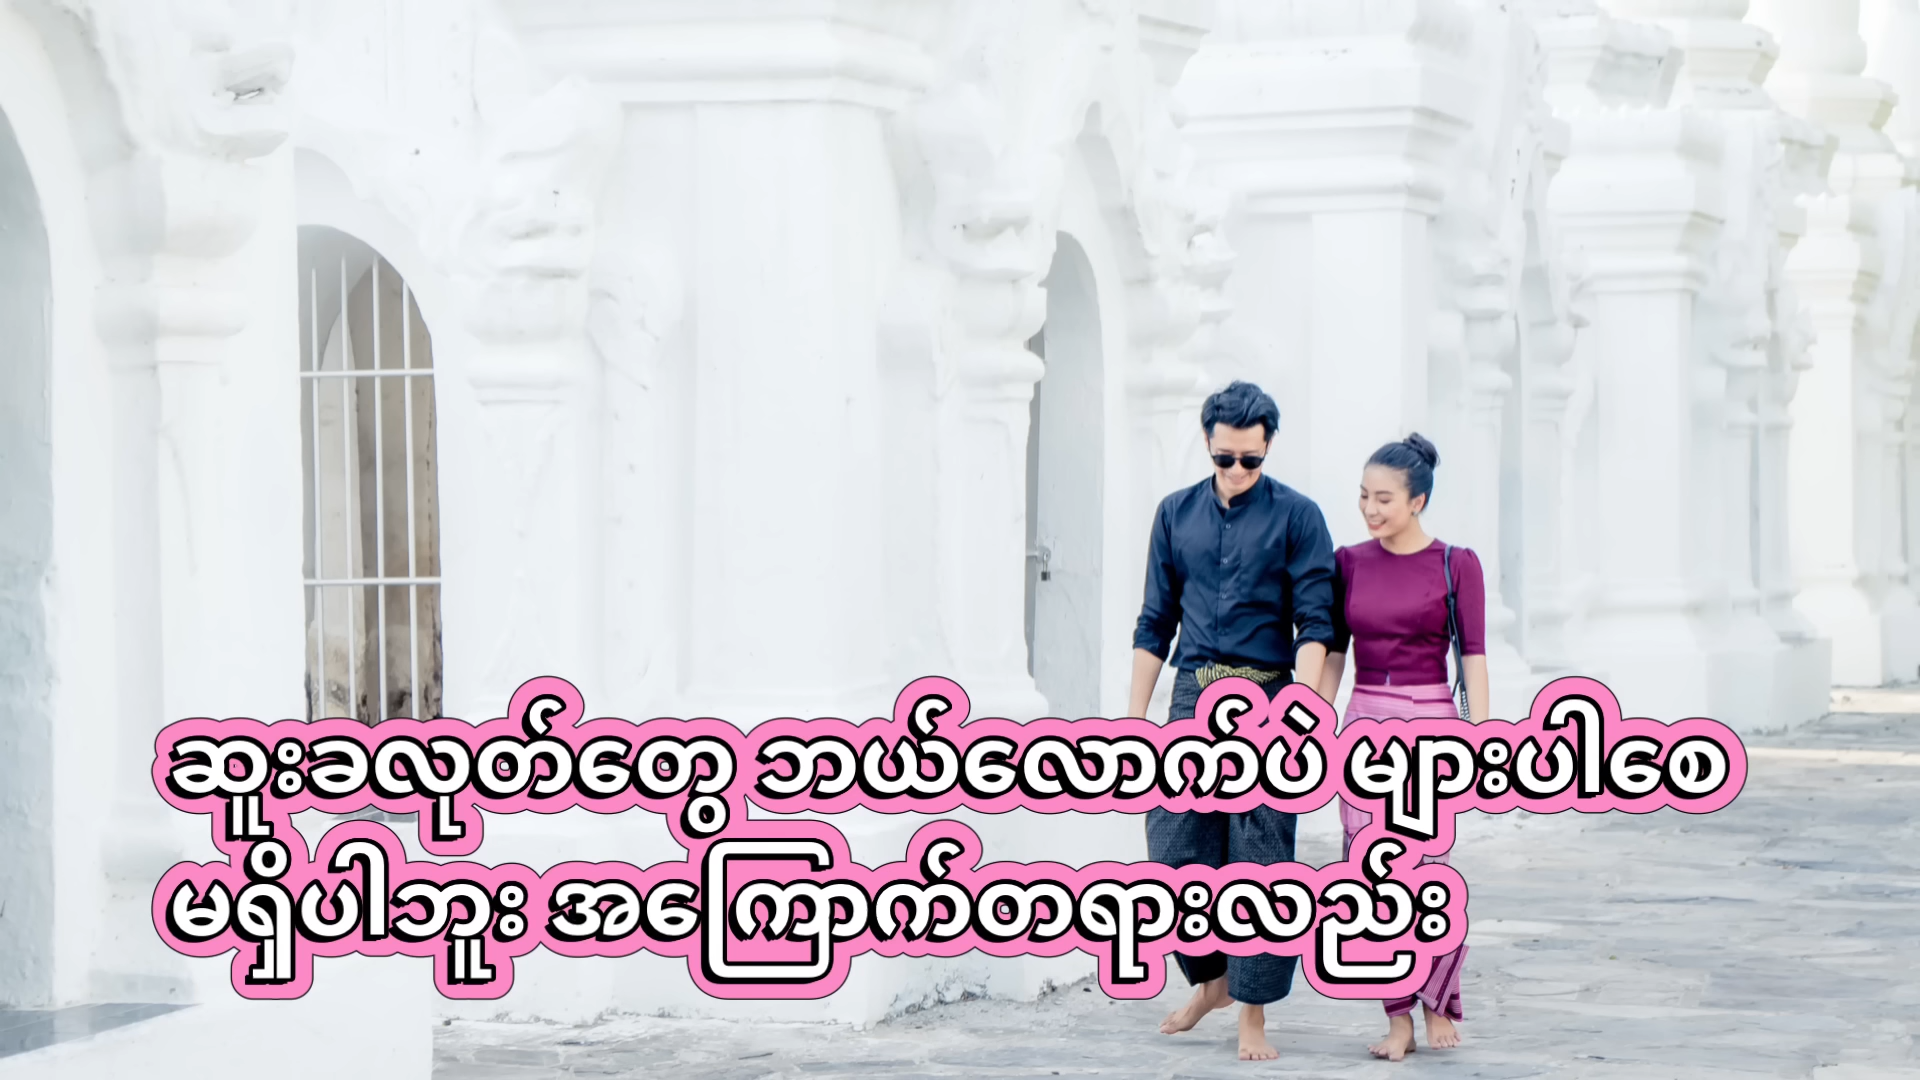 ဆူးခလုတ်တွေ ဘယ်လောက်ပဲ များပါစေ
မရှိပါဘူး အကြောက်တရားလည်း